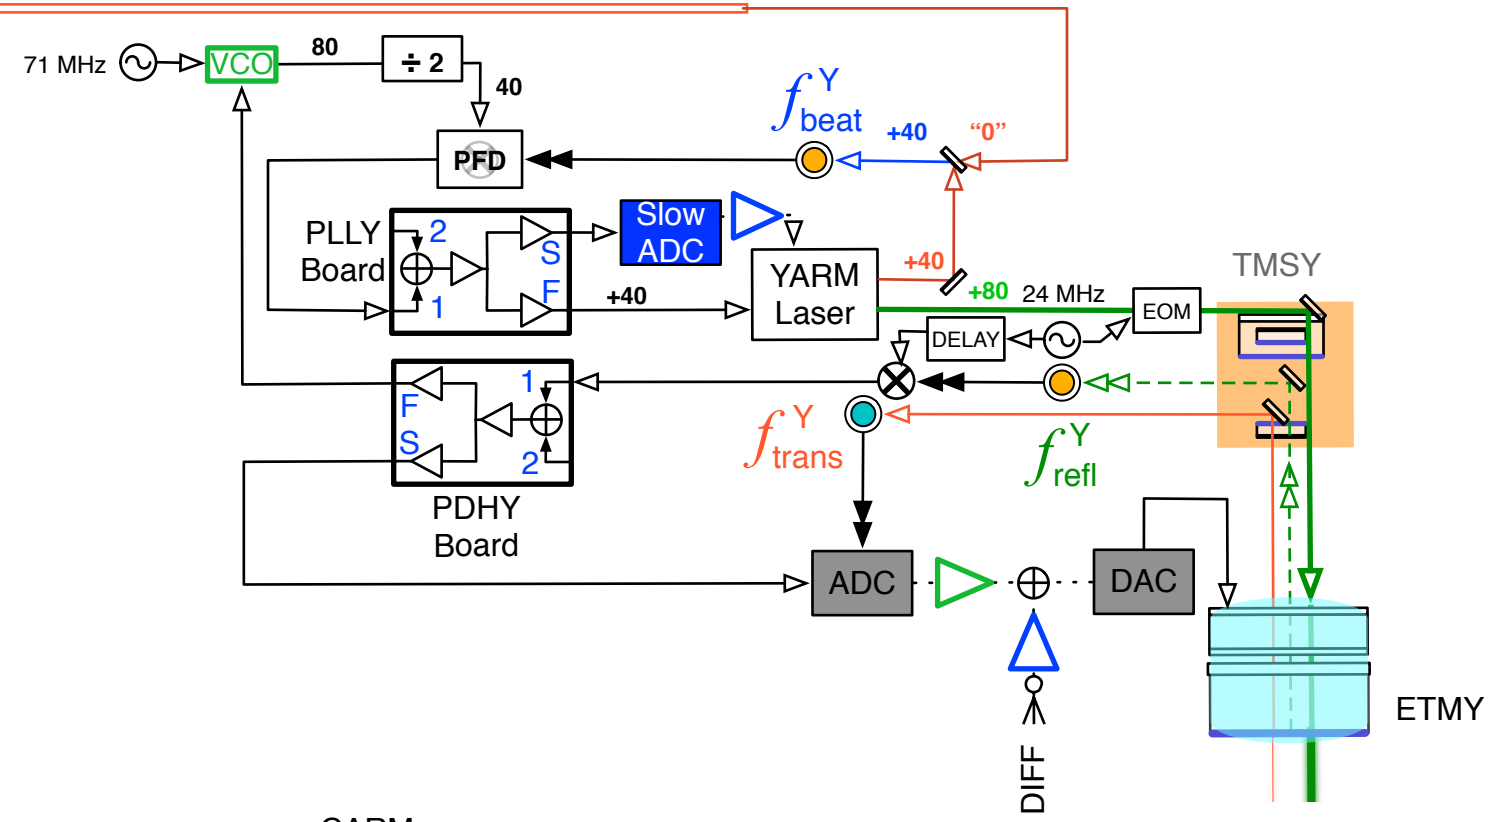 71 MHz
VCO
80
÷ 2
40
f Y beat
+40
“0”
PFD
PLLY
Board
2
1
S
F
Slow
ADC
+40
YARM
Laser
+40
+80
24 MHz
EOM
TMSY
DELAY
1
2
F
S
PDHY
Board
f Y trans
f Y refl
ADC
DAC
ETMY
DIFF